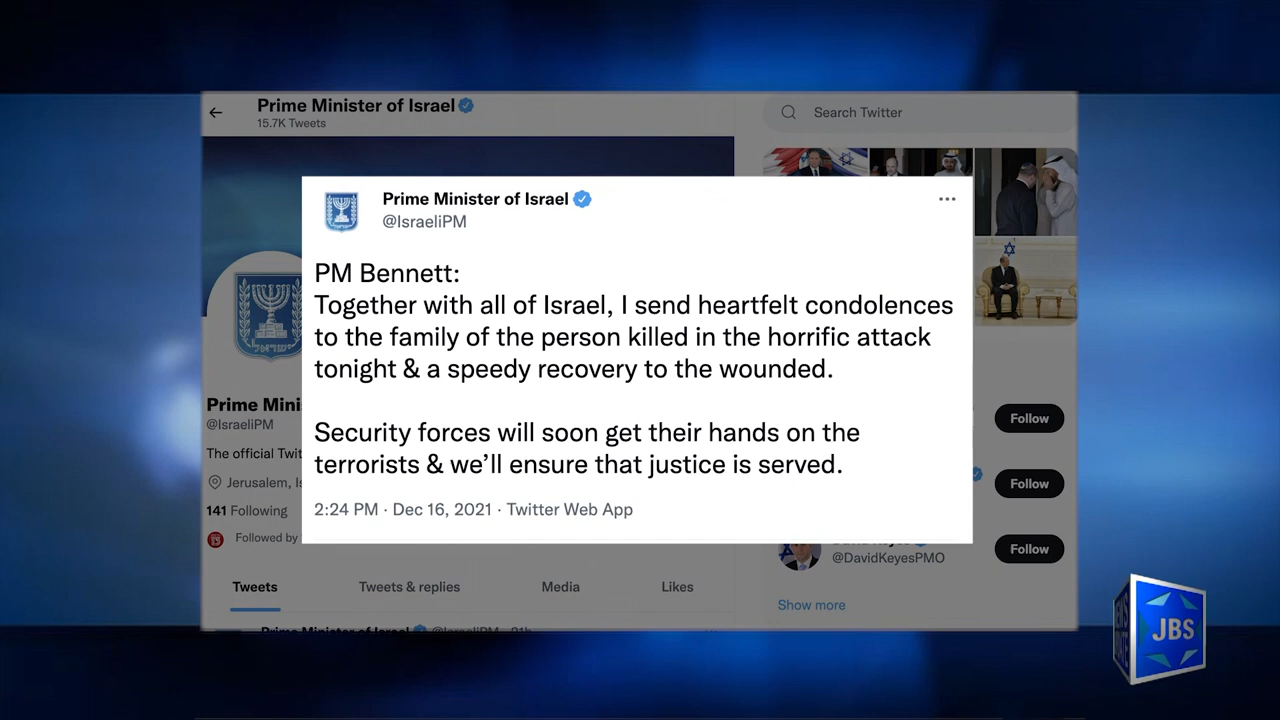 Prime Minister of Israel
15.7K Tweets
Search Twitter
Prime Minister of Israel
@IsraeliPM
PM Bennett:
Together with all of Israel, I send heartfelt condolences
to the family of the person killed in the horrific attack
tonight & a speedy recovery to the wounded.
Security forces will soon get their hands on the
terrorists & we'll ensure that justice is served.
2:24 PM · Dec 16, 2021 · Twitter Web App
ישראל
Prime Mini
@IsraeliPM
The official Twit
Jerusalem, Is
141 Following
Followed by
Follow
Follow
Follow
@DavidKeyesPMO
Show more
Tweets Tweets & replies Media Likes
Prime Minister of Israel @IsraeliPM · 21h
JBS